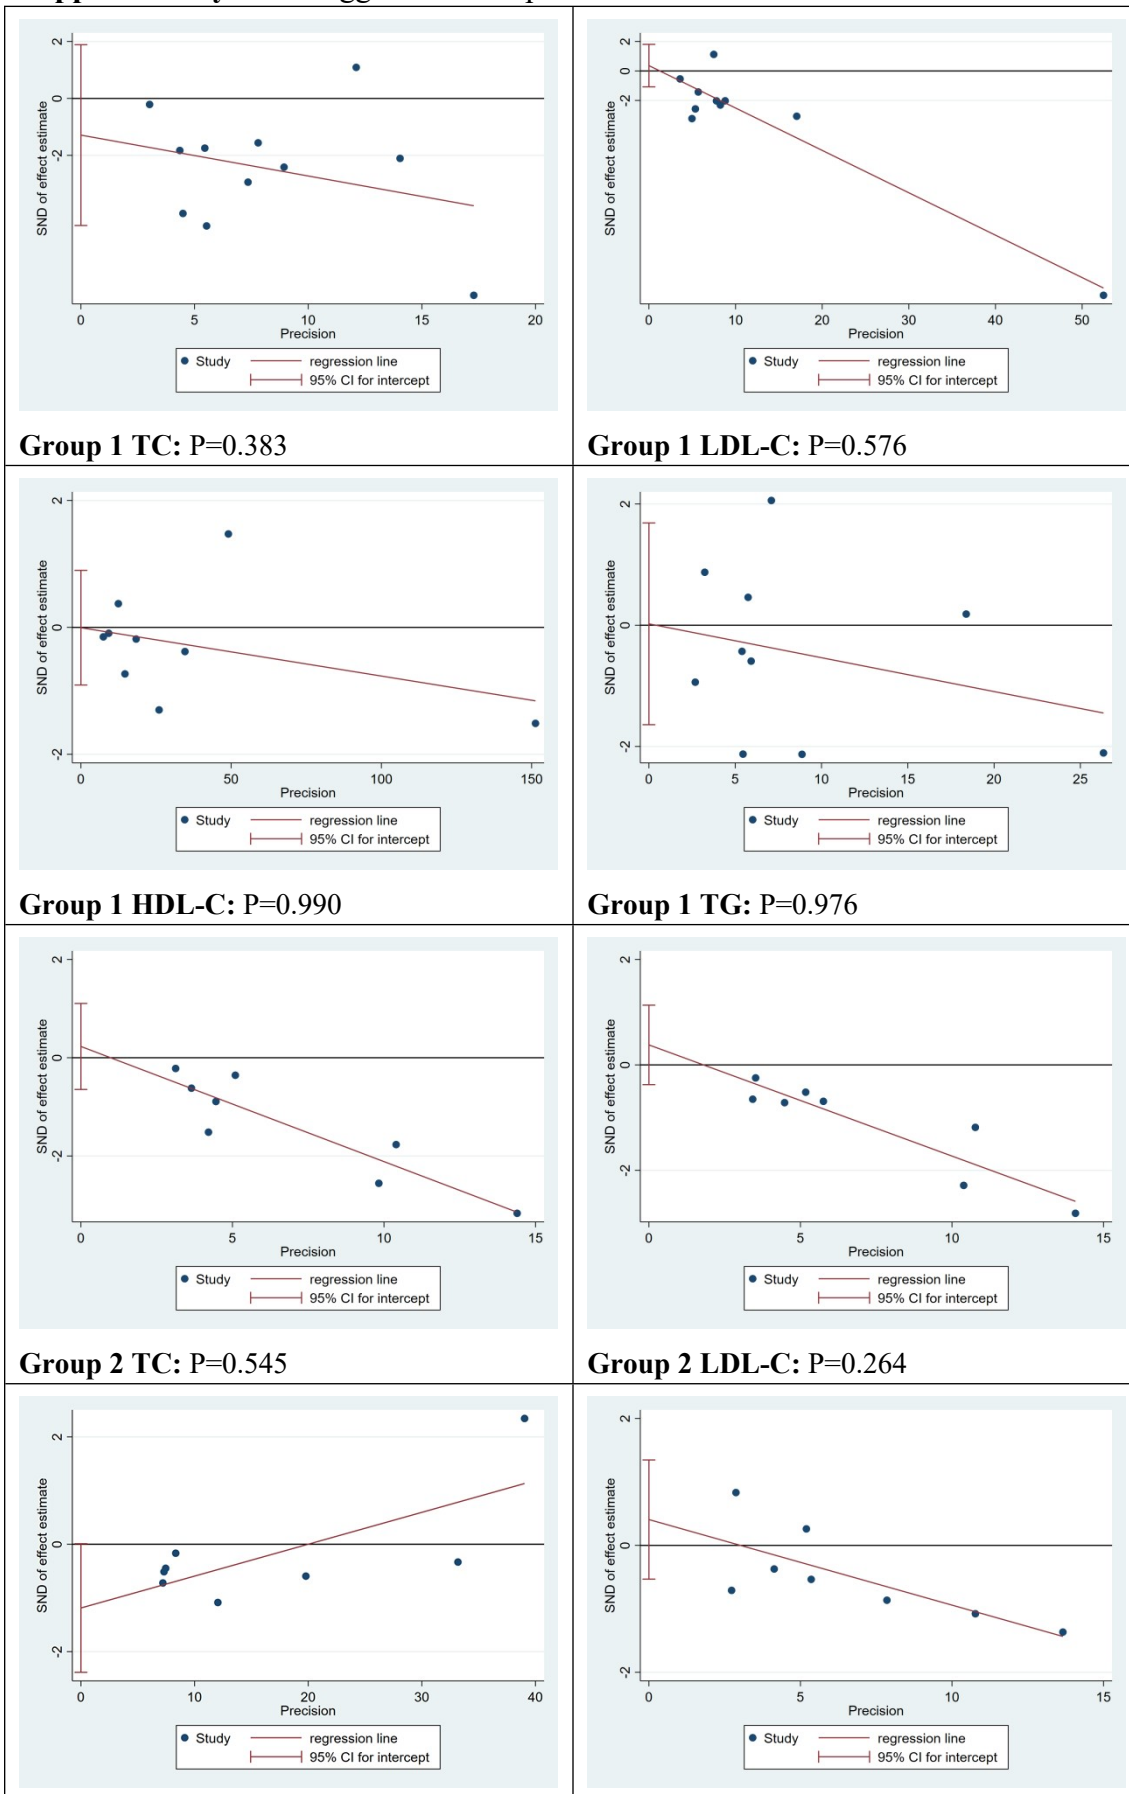 SND of effect estimate
2
0
-2
0 5 10 15 20
Precision
Study regression line
95% CI for intercept
Group 1 TC: P=0.383
SND of effect estimate
2
0
-2
0 10 20 30 40 50
Precision
Study regression line
95% CI for intercept
Group 1 LDL-C: P=0.576
SND of effect estimate
2
0
-2
0 50 100 150
Precision
Study regression line
95% CI for intercept
Group 1 HDL-C: P=0.990
SND of effect estimate
2
0
-2
0 5 10 15 20 25
Precision
Study regression line
95% CI for intercept
Group 1 TG: P=0.976
SND of effect estimate
2
0
-2
0 5 10 15
Precision
Study regression line
95% CI for intercept
Group 2 TC: P=0.545
SND of effect estimate
2
0
-2
0 5 10 15
Precision
Study regression line
95% CI for intercept
Group 2 LDL-C: P=0.264
SND of effect estimate
2
0
-2
0 10 20 30 40
Precision
Study regression line
95% CI for intercept
SND of effect estimate
2
0
-2
0 5 10 15
Precision
Study regression line
95% CI for intercept